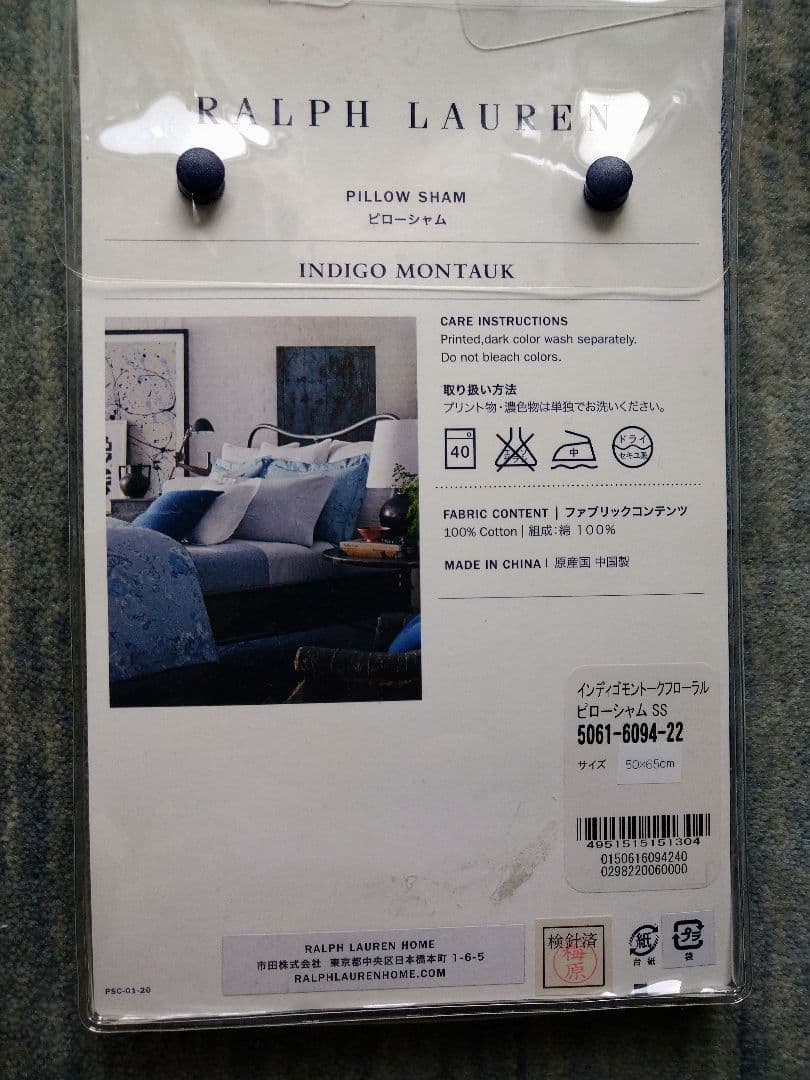 RALPH LAUREN
PILLOW SHAM
ピローシャム
INDIGO MONTAUK
CARE INSTRUCTIONS
Printed,dark color wash separately.
Do not bleach colors.
取り扱い方法
プリント物・濃色物は単独でお洗いください。
40
中
ドライ
セキユ系
FABRIC CONTENT | ファブリックコンテンツ
100% Cotton | 組成:綿 100%
MADE IN CHINA | 原産国 中国製
インディゴモントークフローラル
ピローシャム SS
5061-6094-22
サイズ 50×65cm
4951515151304
0150616094240
0298220060000
RALPH LAUREN HOME
市田株式会社 東京都中央区日本橋本町 1-6-5
RALPHLAURENHOME.COM
検針済
梅原
紙
台紙
プラ
袋
PSC-01-20